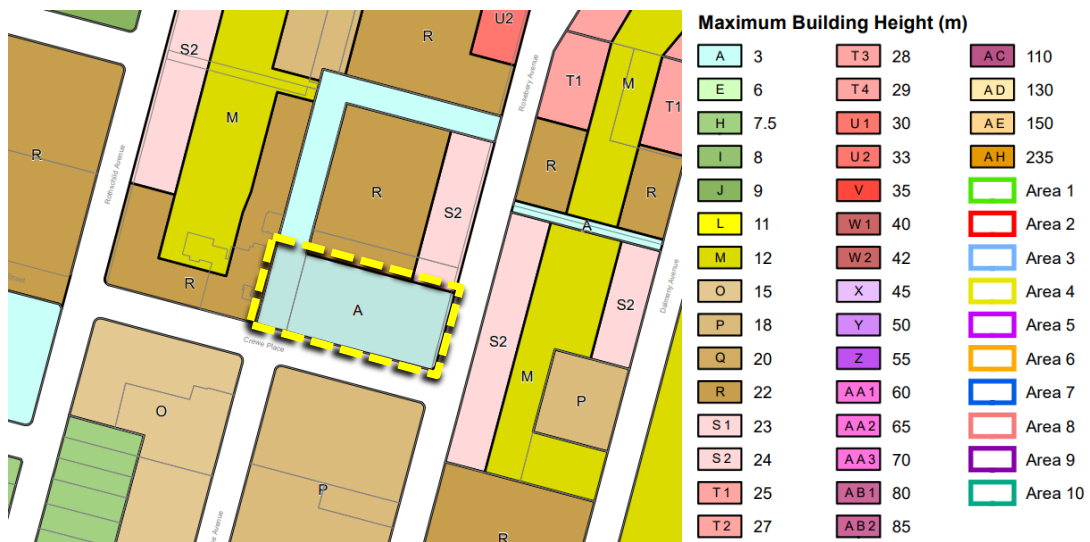 U2
R
S2
R
T1
M
T1
Rosebery Avenue
M
R
Rothschild Avenue
R
R
R
S2
A
R
A
S2
Dalmeny Avenue
Crewe Place
S2
M
P
O
P
R
Maximum Building Height (m)
A 3
E 6
H 7.5
I 8
J 9
L 11
M 12
O 15
P 18
Q 20
R 22
S1 23
S2 24
T1 25
T2 27
T3 28
T4 29
U1 30
U2 33
V 35
W1 40
W2 42
X 45
Y 50
Z 55
AA1 60
AA2 65
AA3 70
AB1 80
AB2 85
AC 110
AD 130
AE 150
AH 235
Area 1
Area 2
Area 3
Area 4
Area 5
Area 6
Area 7
Area 8
Area 9
Area 10